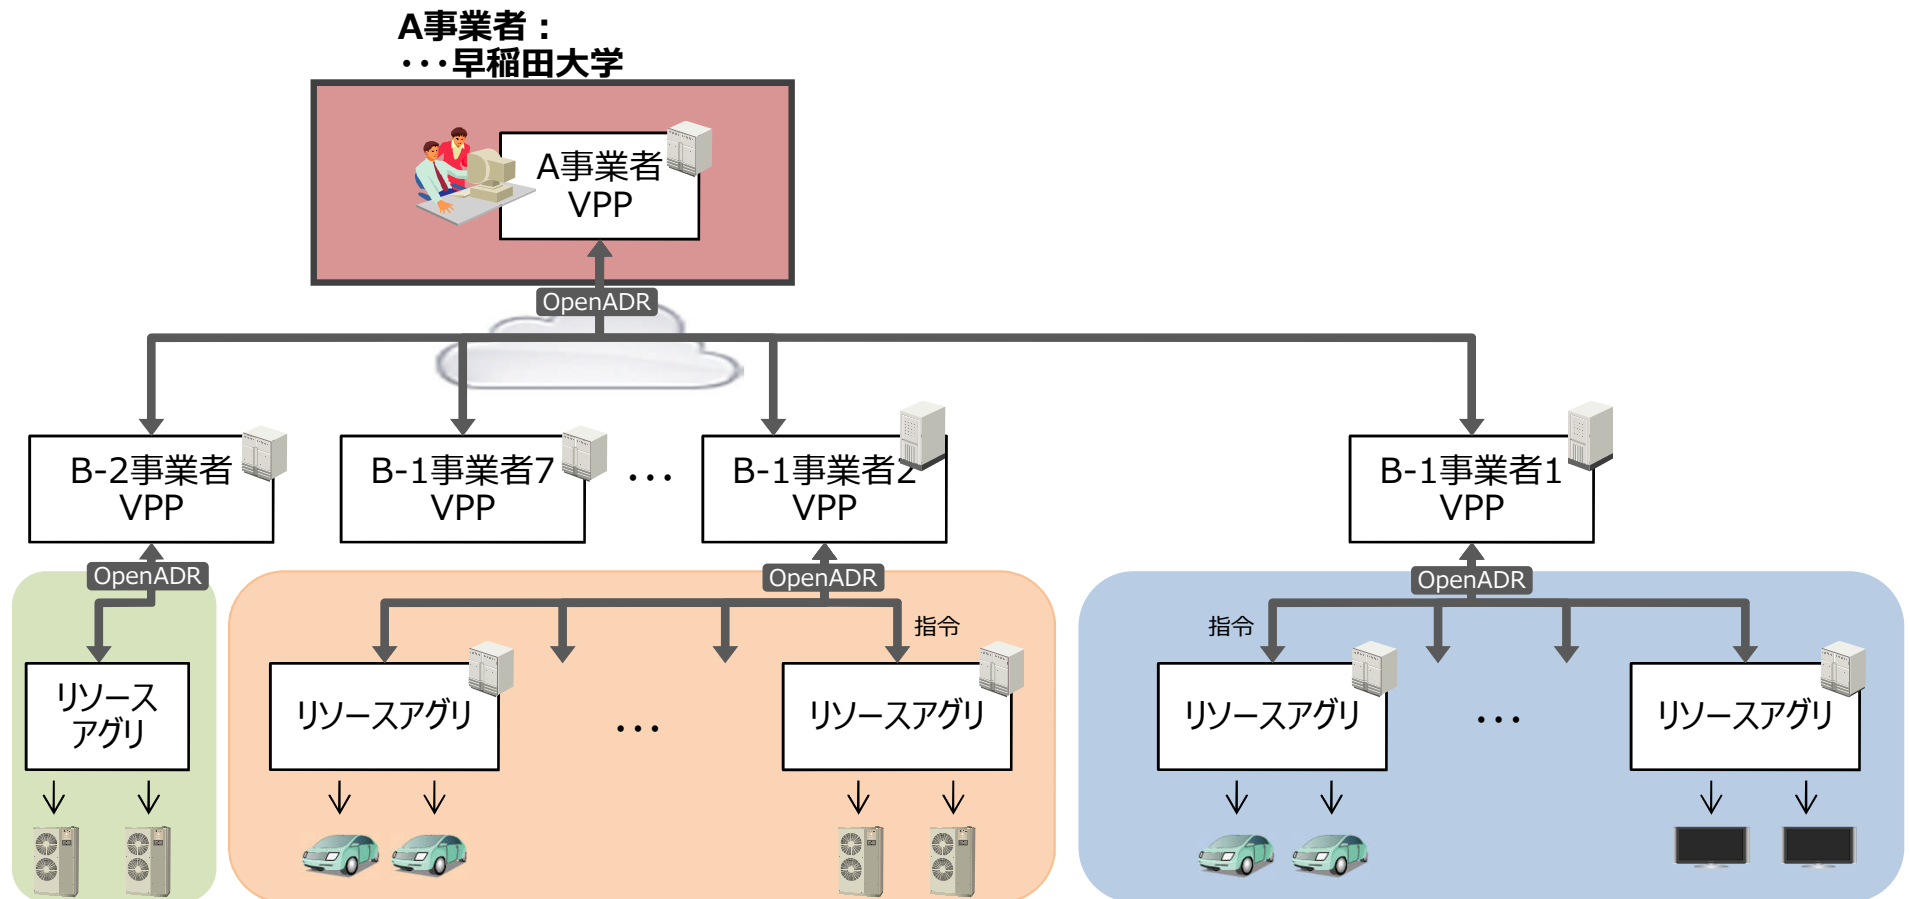 A事業者：
・・・早稲田大学
A事業者
VPP
OpenADR
B-2事業者
VPP
B-1事業者7
VPP
…
B-1事業者2
VPP
B-1事業者1
VPP
OpenADR
OpenADR
OpenADR
指令
指令
リソース
アグリ
リソースアグリ
…
リソースアグリ
リソースアグリ
…
リソースアグリ